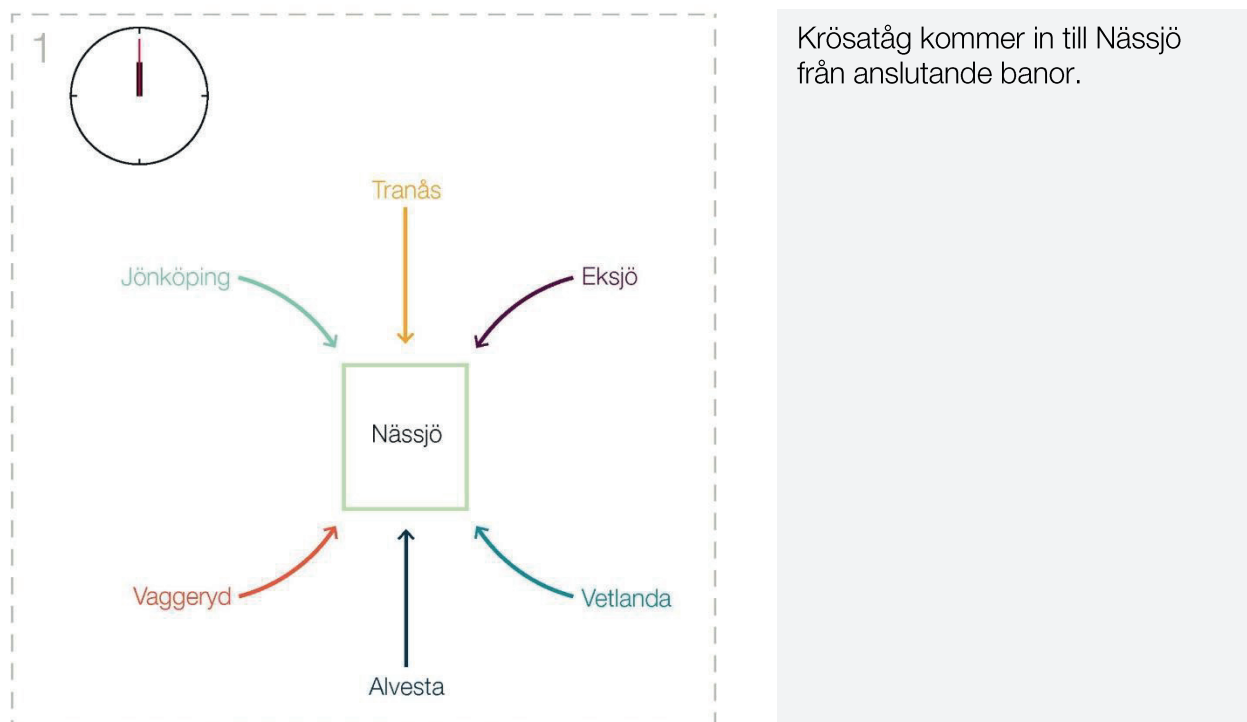 1
Krösatåg kommer in till Nässjö
från anslutande banor.
Tranås
Jönköping
Eksjö
Nässjö
Vaggeryd
Vetlanda
Alvesta